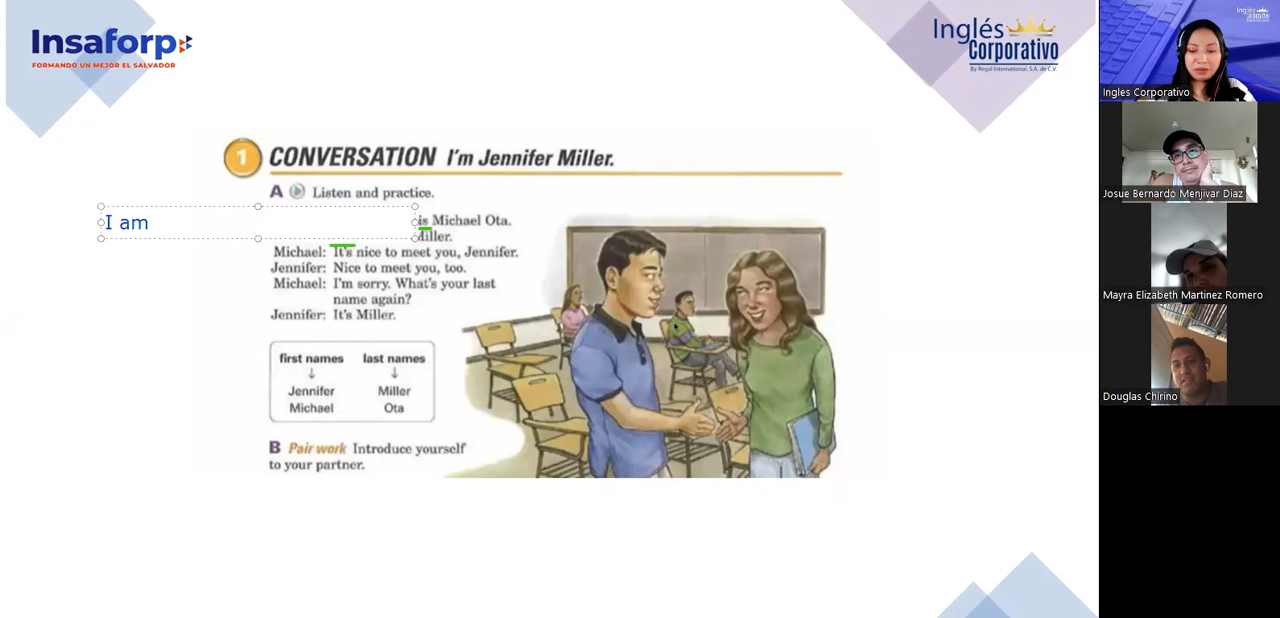 Insaforp
FORMANDO UN MEJOR EL SALVADOR
Inglés
Corporativo
By Regal International, S.A. de C.V.
1 CONVERSATION I'm Jennifer Miller.
A Listen and practice.
I am
is Michael Ota.
Miller.
Michael: It's nice to meet you, Jennifer.
Jennifer: Nice to meet you, too.
Michael: I'm sorry. What's your last
name again?
Jennifer: It's Miller.
first names last names
↓ ↓
Jennifer Miller
Michael Ota
B Pair work Introduce yourself
to your partner.
Ingles Corporativo
Josue Bernardo Menjivar Diaz
Mayra Elizabeth Martinez Romero
Douglas Chirino